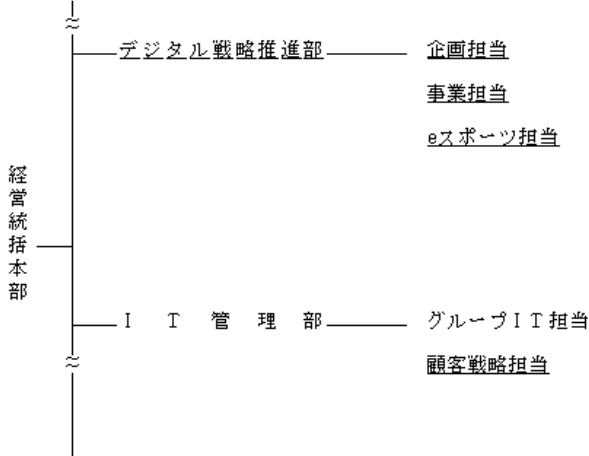 デジタル戦略推進部
企画担当
事業担当
eスポーツ担当
経営統括本部
ＩＴ管理部
グループＩＴ担当
顧客戦略担当